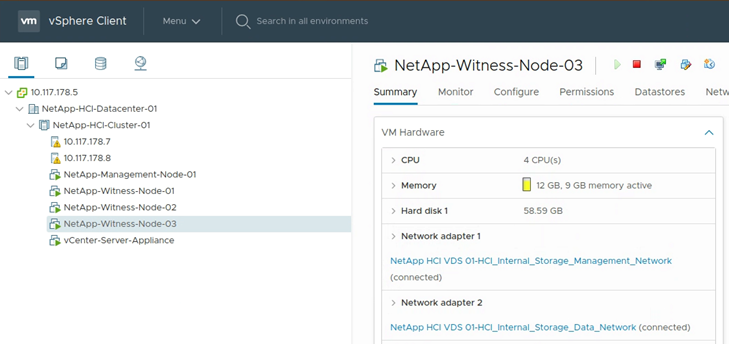 vm vSphere Client Menu Search in all environments
10.117.178.5
NetApp-HCI-Datacenter-01
NetApp-HCI-Cluster-01
10.117.178.7
10.117.178.8
NetApp-Management-Node-01
NetApp-Witness-Node-01
NetApp-Witness-Node-02
NetApp-Witness-Node-03
vCenter-Server-Appliance
NetApp-Witness-Node-03
Summary Monitor Configure Permissions Datastores Netw
VM Hardware
CPU 4 CPU(s)
Memory 12 GB, 9 GB memory active
Hard disk 1 58.59 GB
Network adapter 1
NetApp HCI VDS 01-HCI_Internal_Storage_Management_Network
(connected)
Network adapter 2
NetApp HCI VDS 01-HCI_Internal_Storage_Data_Network (connected)